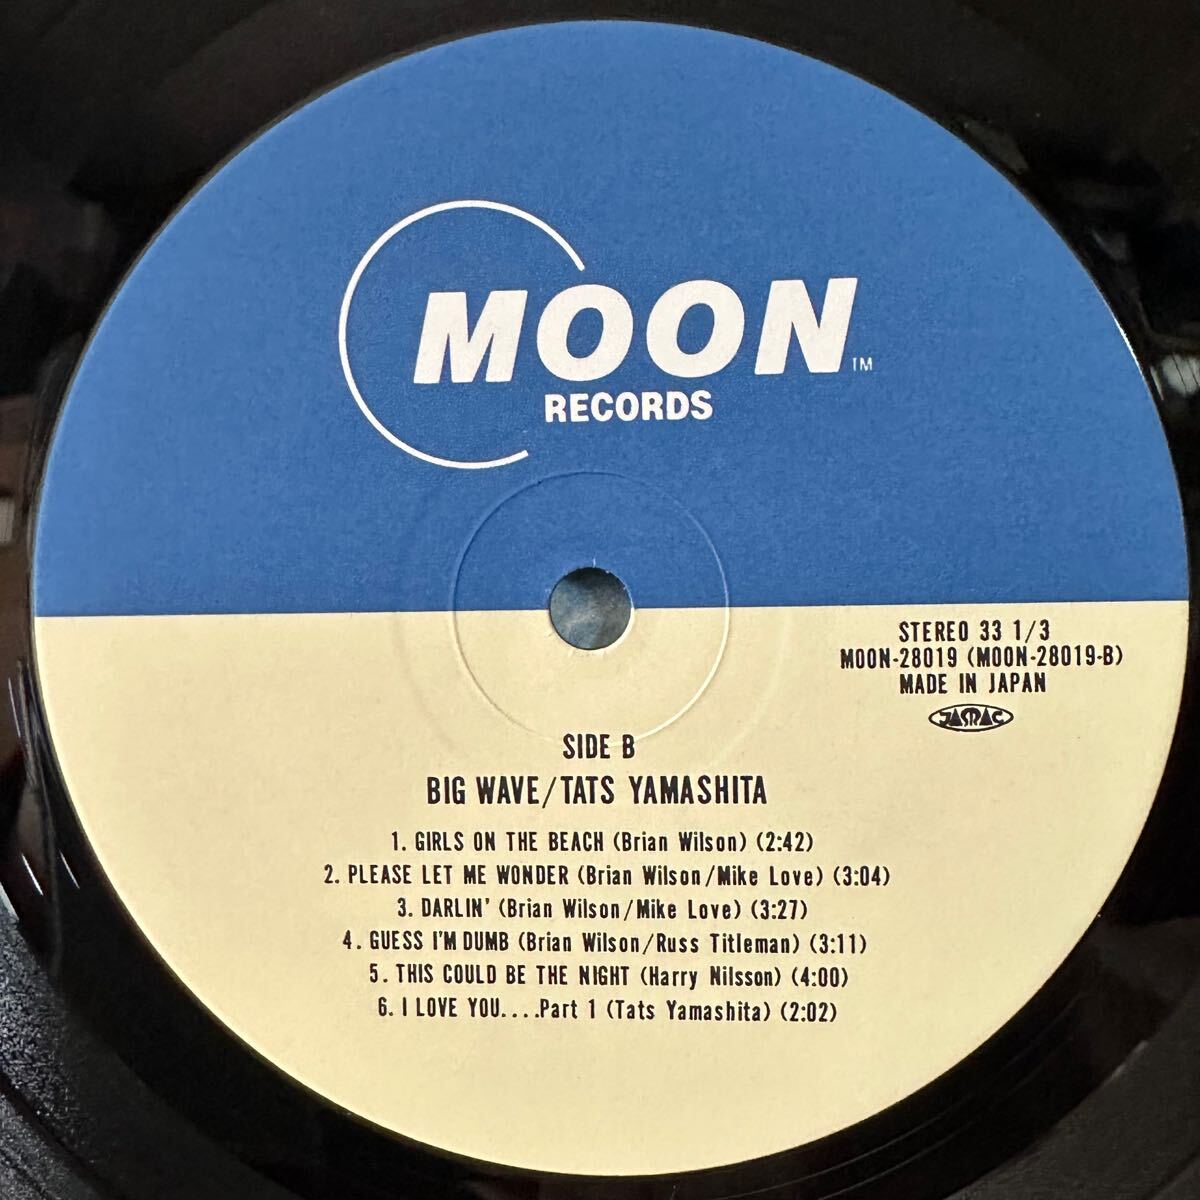 MOON
TM
RECORDS
STEREO 33 1/3
MOON-28019 (MOON-28019-B)
MADE IN JAPAN
JASRAC
SIDE B
BIG WAVE/TATS YAMASHITA
1. GIRLS ON THE BEACH (Brian Wilson) (2:42)
2. PLEASE LET ME WONDER (Brian Wilson/Mike Love) (3:04)
3. DARLIN' (Brian Wilson/Mike Love) (3:27)
4. GUESS I'M DUMB (Brian Wilson/Russ Titleman) (3:11)
5. THIS COULD BE THE NIGHT (Harry Nilsson) (4:00)
6. I LOVE YOU....Part 1 (Tats Yamashita) (2:02)